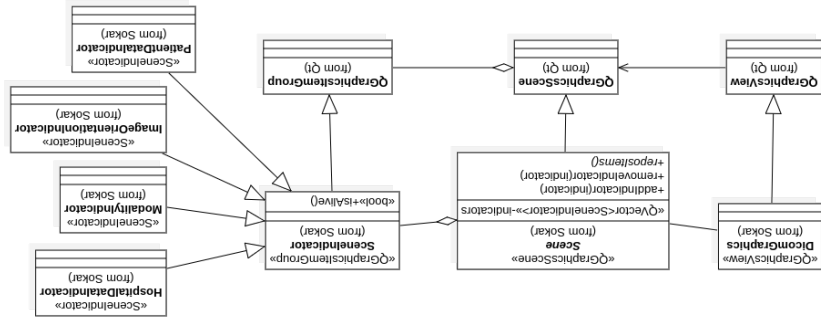 «SceneIndicator»
HospitalDataIndicator
(from Sokar)
«QGraphicsItemGroup»
SceneIndicator
(from Sokar)
«bool»+isAlive()
«QGraphicsScene»
Scene
(from Sokar)
«QVector<SceneIndicator>»-indicators
+addIndicator(indicator)
+removeIndicator(indicator)
+reposItems()
«QGraphicsView»
DicomGraphics
(from Sokar)
«SceneIndicator»
ModalityIndicator
(from Sokar)
«SceneIndicator»
ImageOrientationIndicator
(from Sokar)
«SceneIndicator»
PatientDataIndicator
(from Sokar)
QGraphicsItemGroup
(from Qt)
QGraphicsScene
(from Qt)
QGraphicsView
(from Qt)